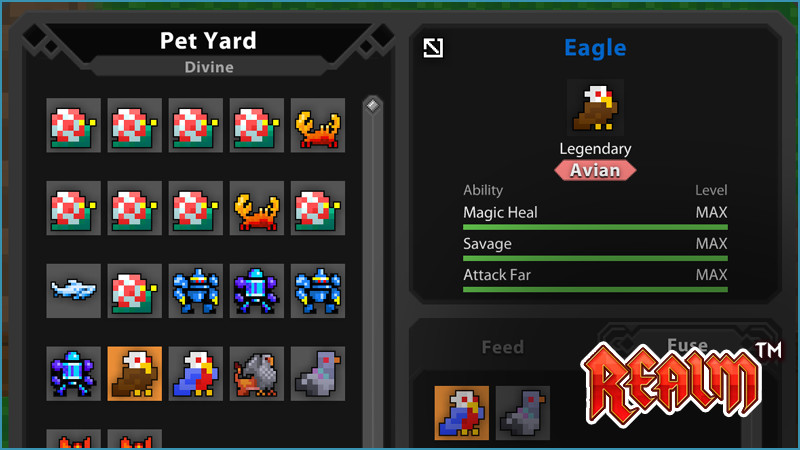 Pet Yard
Divine
Eagle
Legendary
Avian
Ability Level
Magic Heal MAX
Savage MAX
Attack Far MAX
Feed Fuse
REALM™